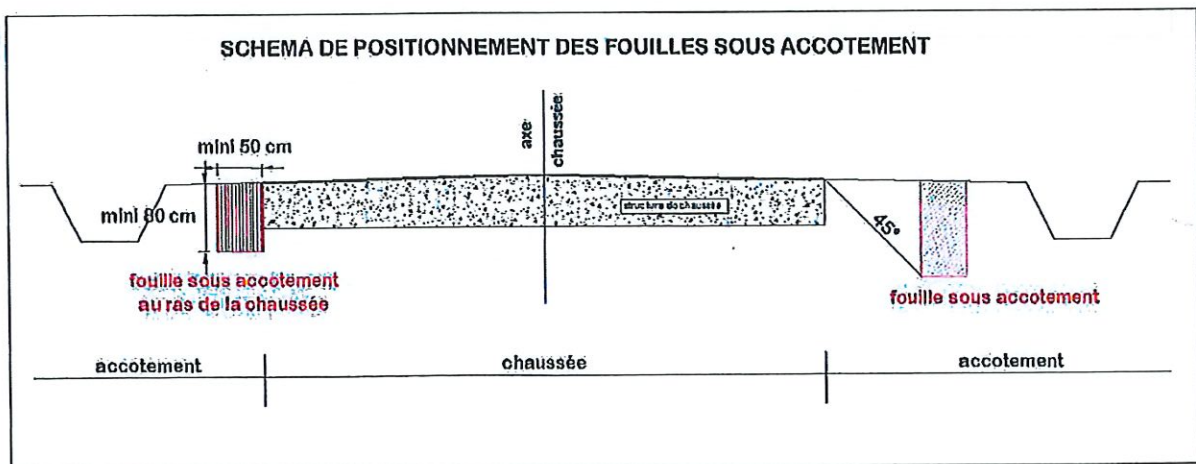 SCHEMA DE POSITIONNEMENT DES FOUILLES SOUS ACCOTEMENT
axe
chaussée
mini 50 cm
mini 80 cm
structure de chaussée
45°
fouille sous accotement
au ras de la chaussée
fouille sous accotement
accotement
chaussée
accotement